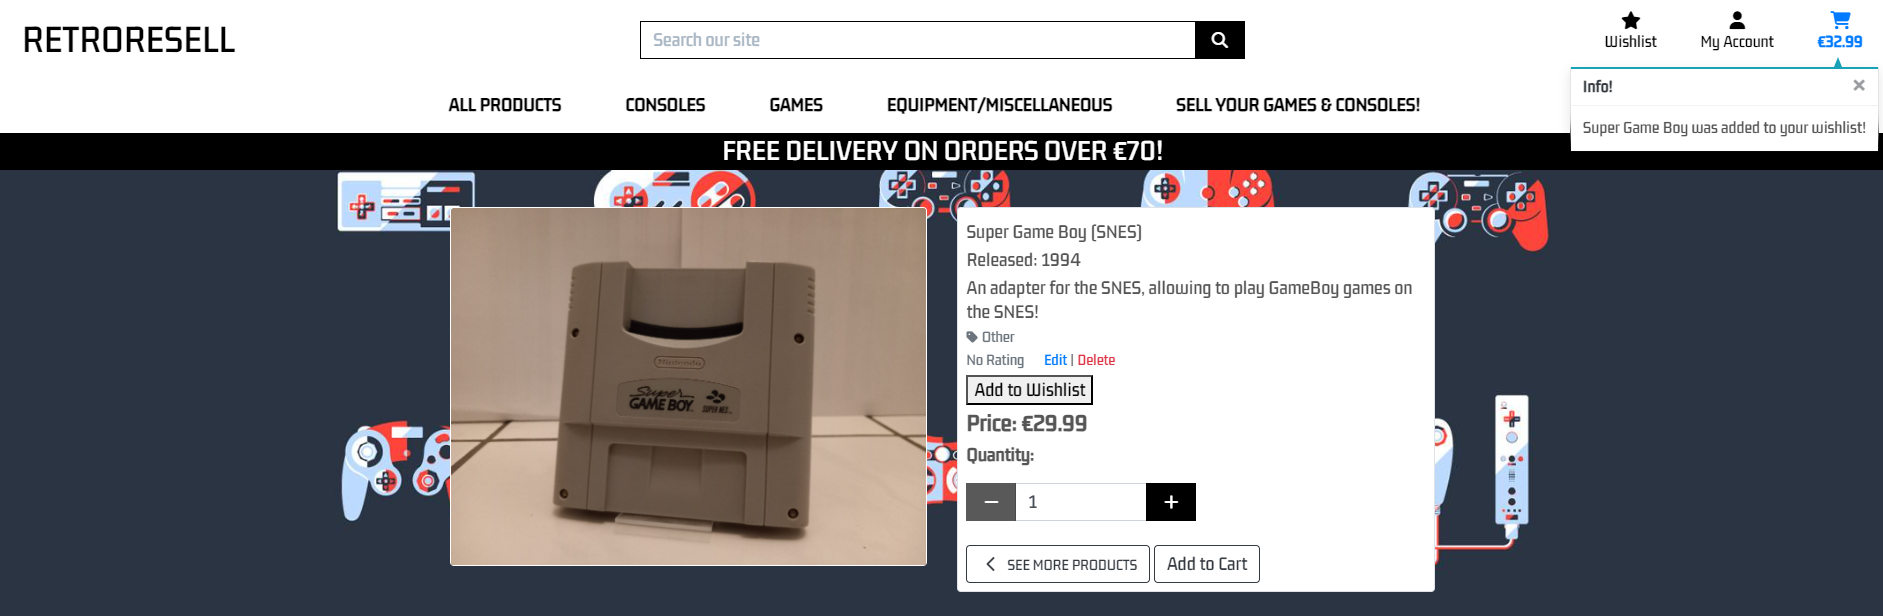 RETRORESELL
Search our site
Wishlist
My Account
€32.99
Info!
×
Super Game Boy was added to your wishlist!
ALL PRODUCTS
CONSOLES
GAMES
EQUIPMENT/MISCELLANEOUS
SELL YOUR GAMES & CONSOLES!
FREE DELIVERY ON ORDERS OVER €70!
Nintendo
Super
GAME BOY
SUPER NES
Super Game Boy (SNES)
Released: 1994
An adapter for the SNES, allowing to play GameBoy games on
the SNES!
Other
No Rating Edit | Delete
Add to Wishlist
Price: €29.99
Quantity:
1
SEE MORE PRODUCTS
Add to Cart